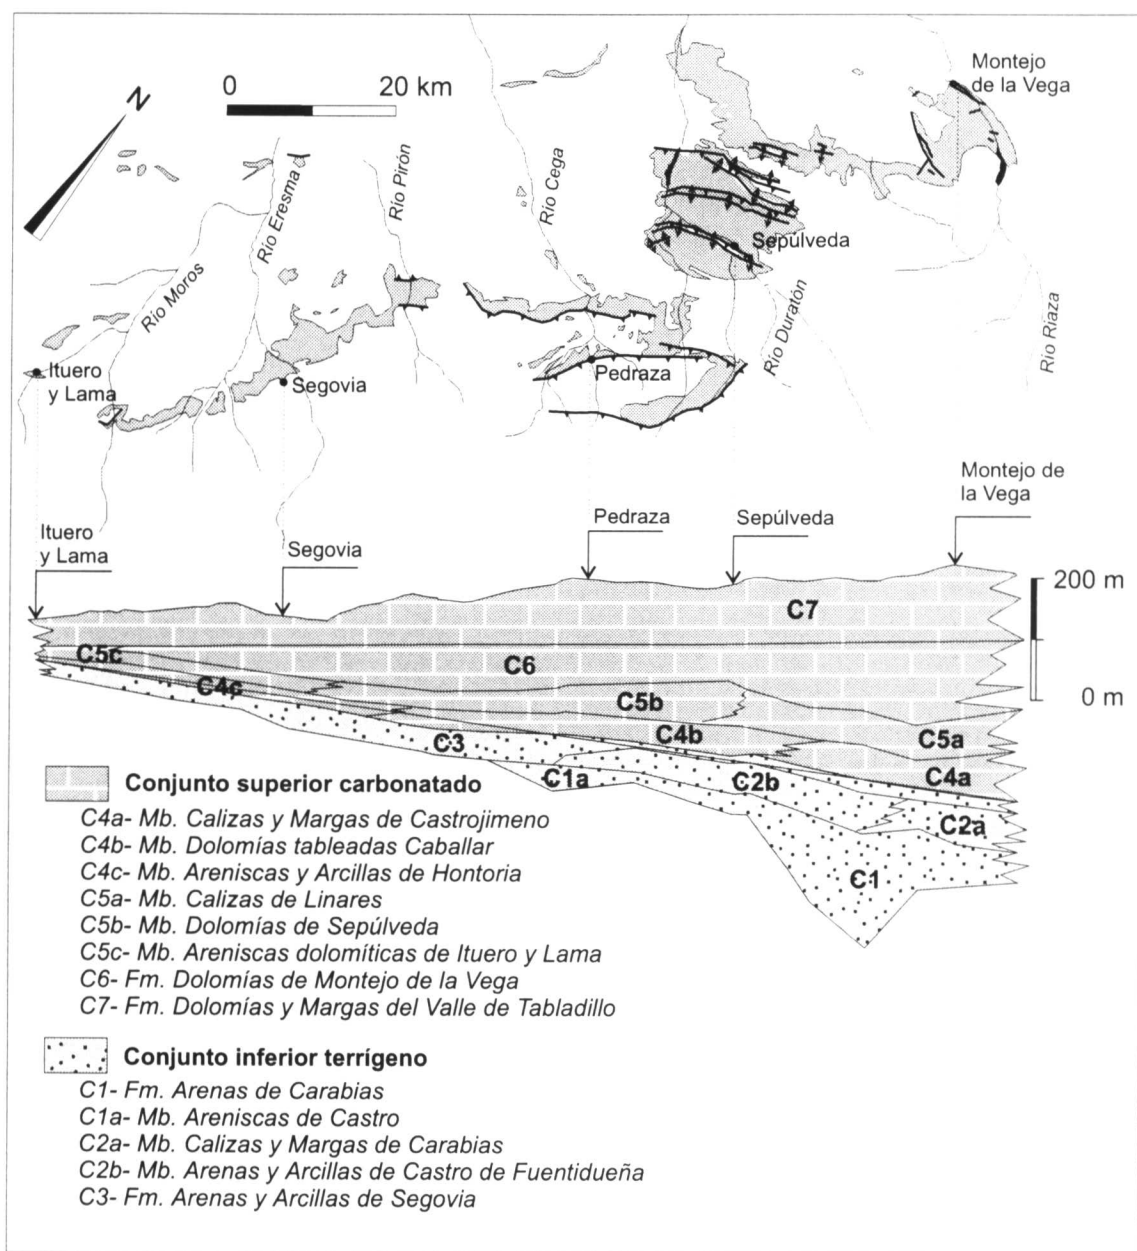 Montejo
de la Vega
0 20 km
N
Río Pirón
Río Eresma
Río Cega
Río Moros
Sepúlveda
Río Duratón
Río Riaza
Ituero
y Lama
Segovia
Pedraza
Montejo de
la Vega
Ituero
y Lama
Segovia
Pedraza
Sepúlveda
200 m
C7
C5c
C6
C4c
C5b
0 m
C3
C4b
C5a
C1a
C2b
C4a
C2a
C1
Conjunto superior carbonatado
C4a- Mb. Calizas y Margas de Castrojimeno
C4b- Mb. Dolomías tableadas Caballar
C4c- Mb. Areniscas y Arcillas de Hontoria
C5a- Mb. Calizas de Linares
C5b- Mb. Dolomías de Sepúlveda
C5c- Mb. Areniscas dolomíticas de Ituero y Lama
C6- Fm. Dolomías de Montejo de la Vega
C7- Fm. Dolomías y Margas del Valle de Tabladillo
Conjunto inferior terrígeno
C1- Fm. Arenas de Carabias
C1a- Mb. Areniscas de Castro
C2a- Mb. Calizas y Margas de Carabias
C2b- Mb. Arenas y Arcillas de Castro de Fuentidueña
C3- Fm. Arenas y Arcillas de Segovia